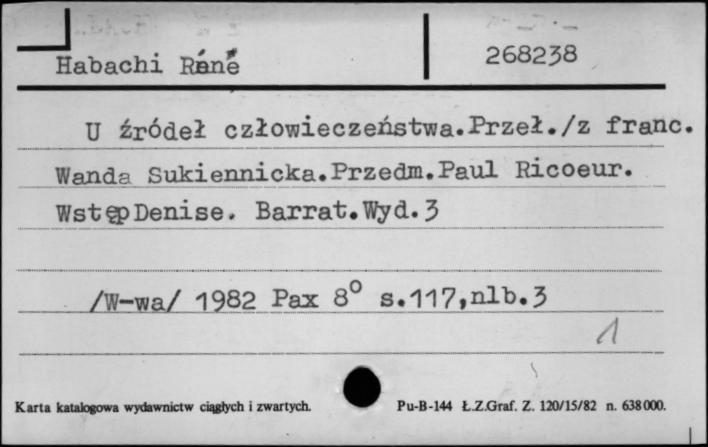 Habachi René
268238
U źródeł człowieczeństwa.Przeł./z franc.
Wanda Sukiennicka.Przedm.Paul Ricoeur.
Wstęp Denise. Barrat.Wyd.3
/W-wa/ 1982 Pax 8° s.117,nlb.3
1
Karta katalogowa wydawnictw ciągłych i zwartych.
Pu-B-144 Ł.Z.Graf. Z. 120/15/82 n. 638000.